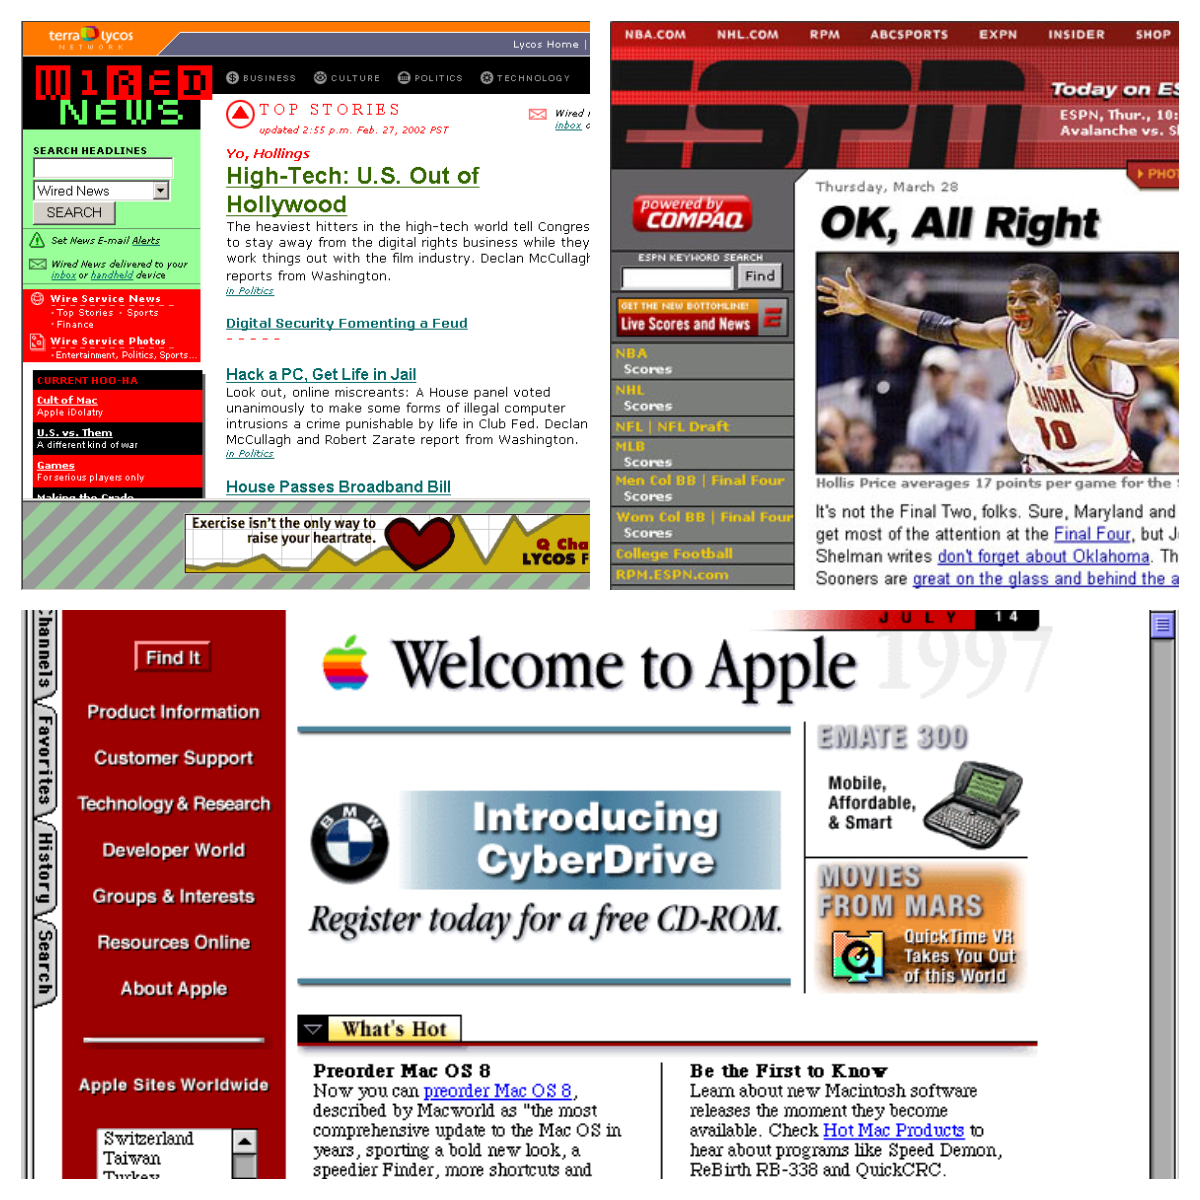 terra lycos
NETWORK
Lycos Home |
WIRED
NEWS
BUSINESS
CULTURE
POLITICS
TECHNOLOGY
SEARCH HEADLINES
Wired News
SEARCH
Set News E-mail Alerts
Wired News delivered to your
inbox or handheld device
Wire Service News
- Top Stories - Sports
- Finance
Wire Service Photos
-Entertainment, Politics, Sports...
CURRENT HOO-HA
Cult of Mac
Apple iDolatry
U.S. vs. Them
A different kind of war
Games
For serious players only
Making the Grade
TOP STORIES
updated 2:55 p.m. Feb. 27, 2002 PST
Wired
inbox
Yo, Hollings
High-Tech: U.S. Out of
Hollywood
The heaviest hitters in the high-tech world tell Congres
to stay away from the digital rights business while they
work things out with the film industry. Declan McCullagh
reports from Washington.
in Politics
Digital Security Fomenting a Feud
Hack a PC, Get Life in Jail
Look out, online miscreants: A House panel voted
unanimously to make some forms of illegal computer
intrusions a crime punishable by life in Club Fed. Declan
McCullagh and Robert Zarate report from Washington.
in Politics
House Passes Broadband Bill
Exercise isn't the only way to
raise your heartrate.
Q Cha
LYCOS F
NBA.COM
NHL.COM
RPM
ABCSPORTS
EXPN
INSIDER
SHOP
ESPN
Today on ES
ESPN, Thur., 10:
Avalanche vs. S
PHOT
powered by
COMPAQ
ESPN KEYWORD SEARCH
Find
GET THE NEW BOTTOMLINE!
Live Scores and News
NBA
Scores
NHL
Scores
NFL | NFL Draft
MLB
Scores
Men Col BB | Final Four
Scores
Wom Col BB | Final Four
Scores
College Football
RPM.ESPN.com
Thursday, March 28
OK, All Right
LAHOMA
10
Hollis Price averages 17 points per game for the S
It's not the Final Two, folks. Sure, Maryland and
get most of the attention at the Final Four, but J
Shelman writes don't forget about Oklahoma. Th
Sooners are great on the glass and behind the a
Channels
Favorites
History
Search
Find It
Product Information
Customer Support
Technology & Research
Developer World
Groups & Interests
Resources Online
About Apple
Apple Sites Worldwide
Switzerland
Taiwan
Turkey
JULY 14
1997
Welcome to Apple
BMW
Introducing
CyberDrive
Register today for a free CD-ROM.
EMATE 300
Mobile,
Affordable,
& Smart
MOVIES
FROM MARS
QuickTime VR
Takes You Out
of this World
What's Hot
Preorder Mac OS 8
Now you can preorder Mac OS 8,
described by Macworld as "the most
comprehensive update to the Mac OS in
years, sporting a bold new look, a
speedier Finder, more shortcuts and
Be the First to Know
Learn about new Macintosh software
releases the moment they become
available. Check Hot Mac Products to
hear about programs like Speed Demon,
ReBirth RB-338 and QuickCRC.